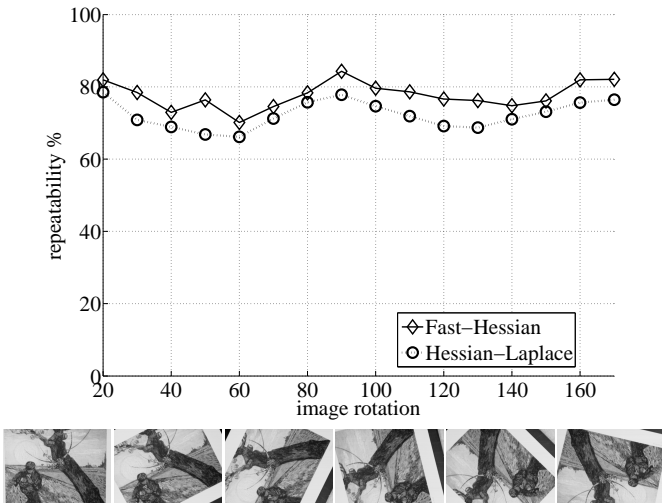 100
80
60
40
20
0
repeatability %
20 40 60 80 100 120 140 160
image rotation
Fast-Hessian
Hessian-Laplace